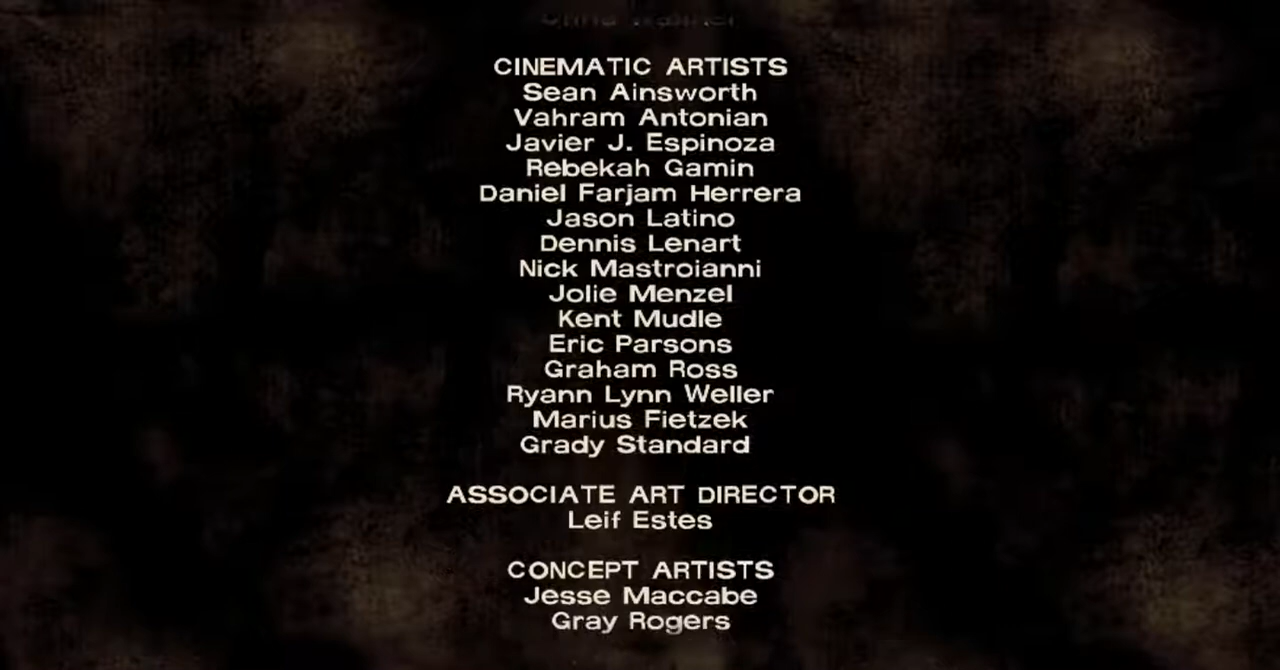 CINEMATIC ARTISTS
Sean Ainsworth
Vahram Antonian
Javier J. Espinoza
Rebekah Gamin
Daniel Farjam Herrera
Jason Latino
Dennis Lenart
Nick Mastroianni
Jolie Menzel
Kent Mudle
Eric Parsons
Graham Ross
Ryann Lynn Weller
Marius Fietzek
Grady Standard
ASSOCIATE ART DIRECTOR
Leif Estes
CONCEPT ARTISTS
Jesse Maccabe
Gray Rogers